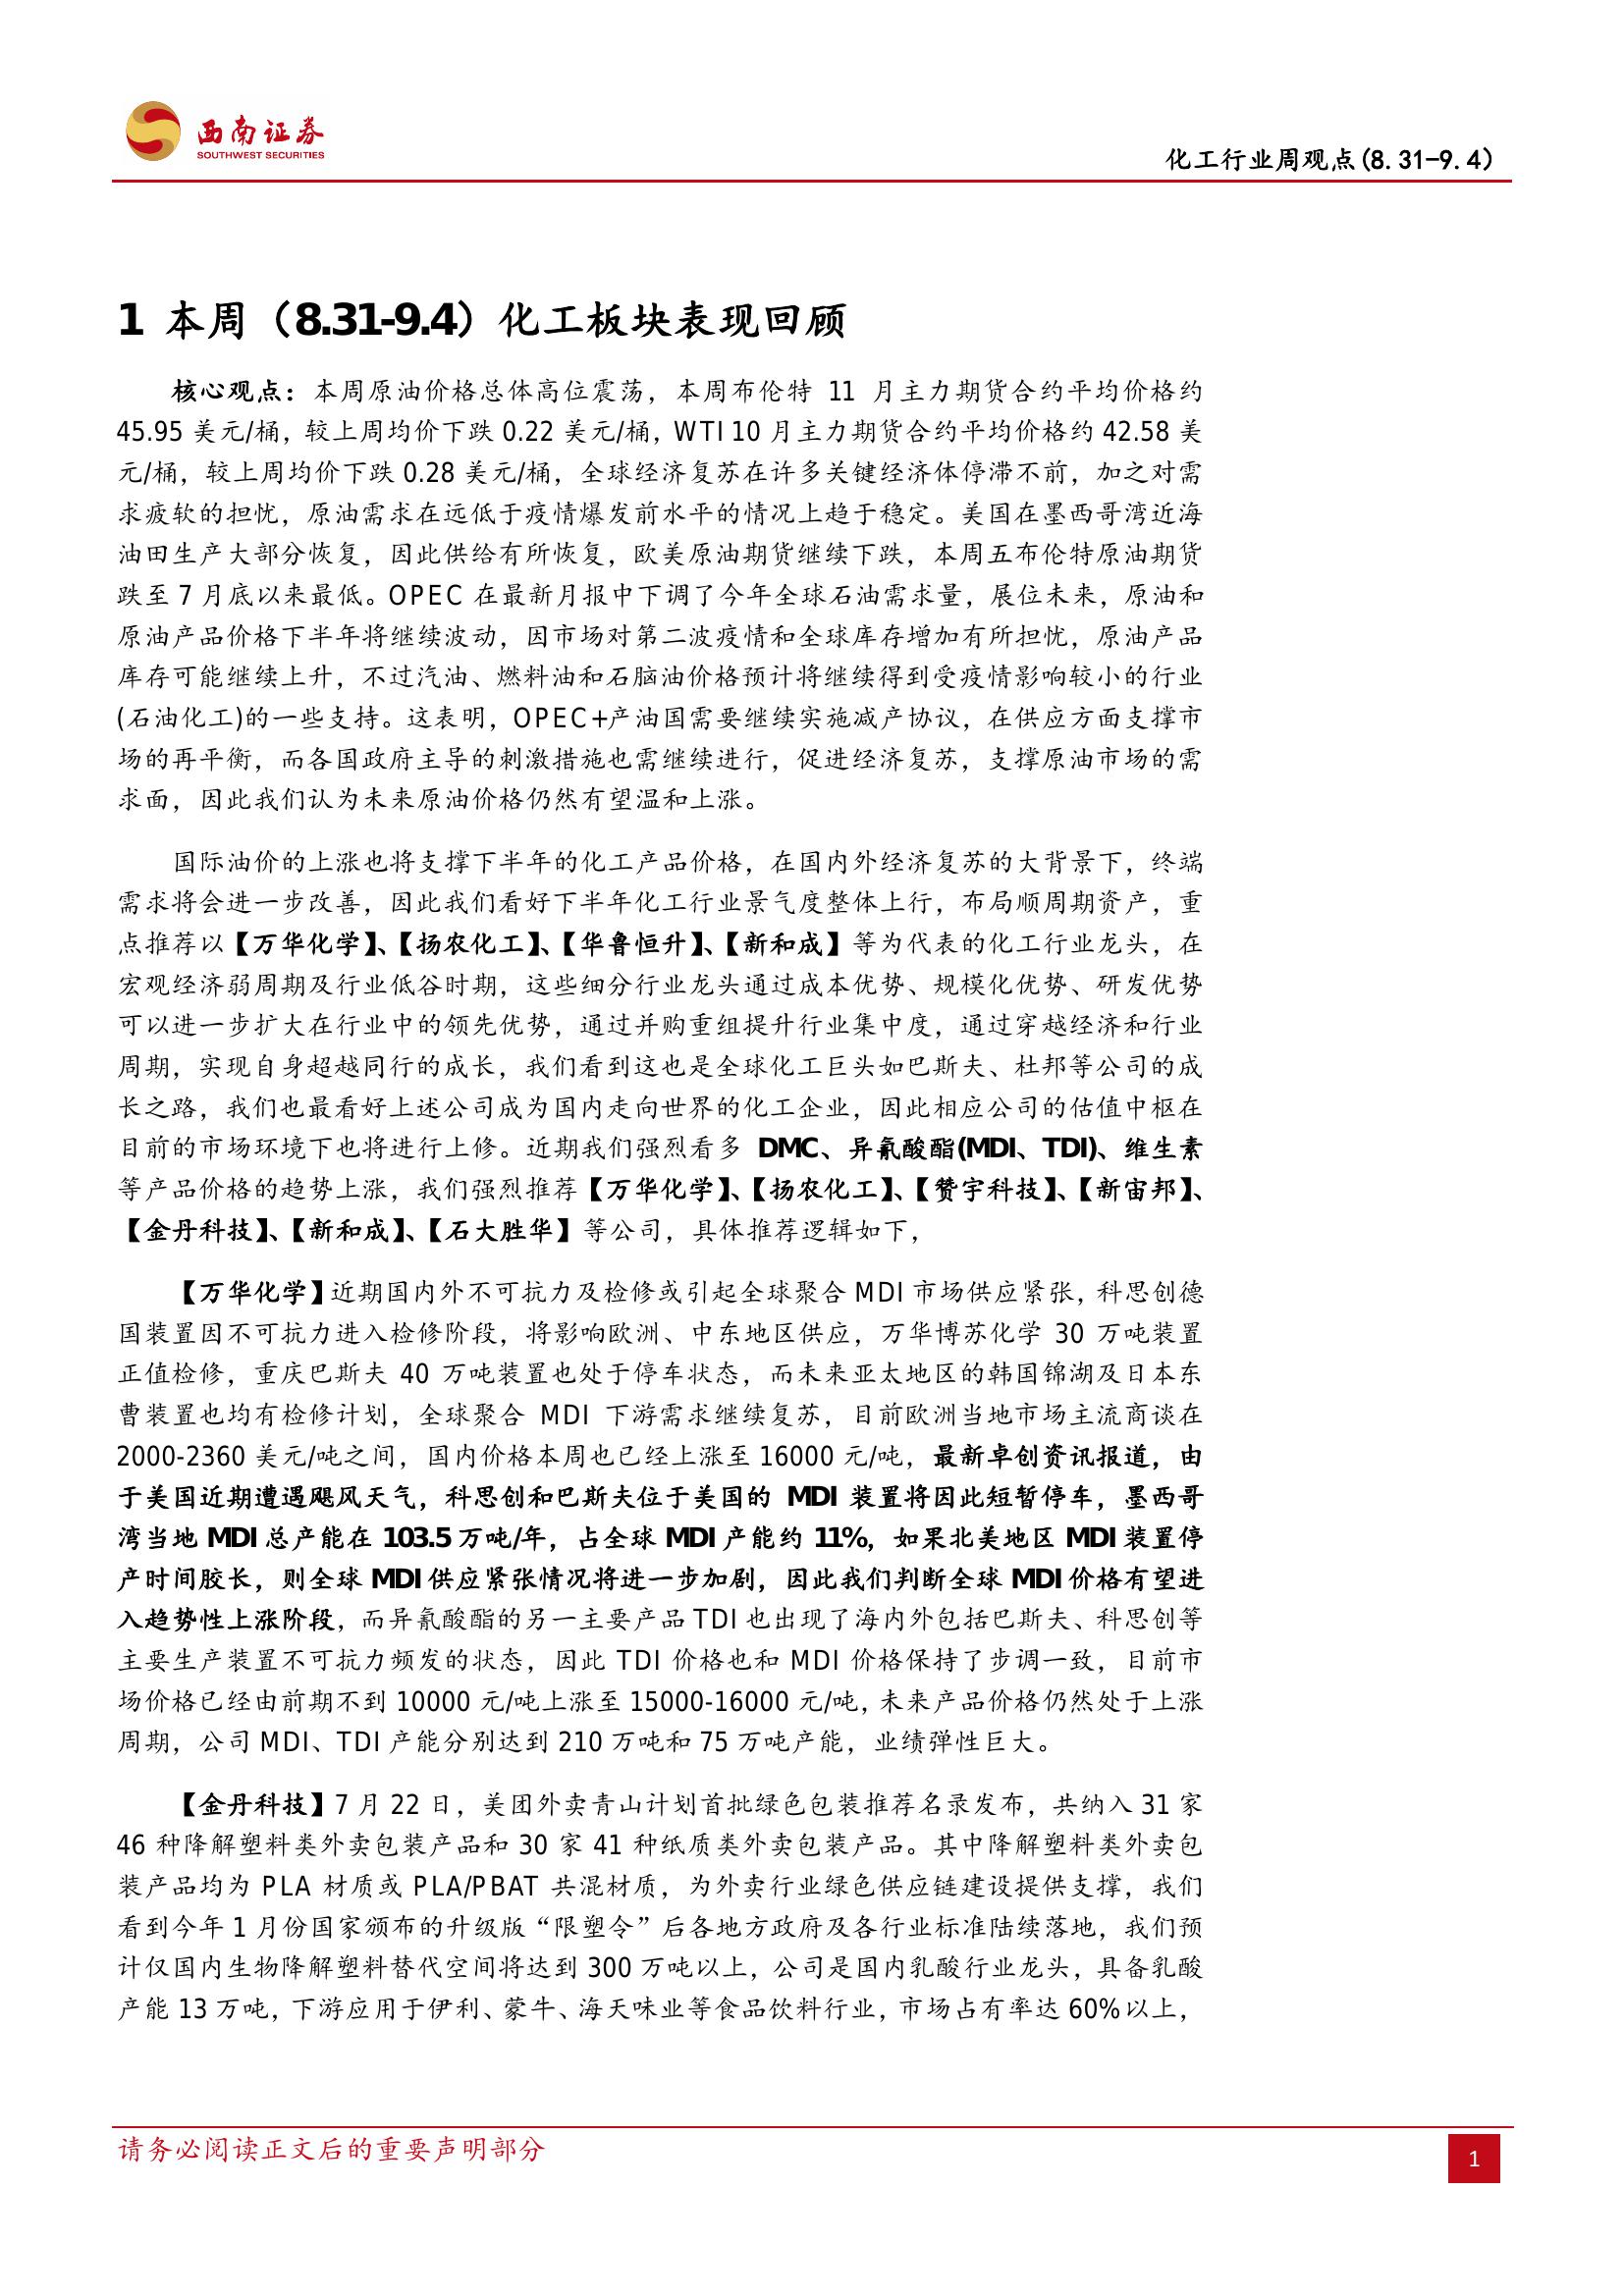 西南证券
SOUTHWEST SECURITIES
化工行业周观点(8.31-9.4)
1 本周（8.31-9.4）化工板块表现回顾
核心观点：本周原油价格总体高位震荡，本周布伦特 11 月主力期货合约平均价格约
45.95 美元/桶，较上周均价下跌 0.22 美元/桶，WTI 10 月主力期货合约平均价格约 42.58 美
元/桶，较上周均价下跌 0.28 美元/桶，全球经济复苏在许多关键经济体停滞不前，加之对需
求疲软的担忧，原油需求在远低于疫情爆发前水平的情况上趋于稳定。美国在墨西哥湾近海
油田生产大部分恢复，因此供给有所恢复，欧美原油期货继续下跌，本周五布伦特原油期货
跌至 7 月底以来最低。OPEC 在最新月报中下调了今年全球石油需求量，展位未来，原油和
原油产品价格下半年将继续波动，因市场对第二波疫情和全球库存增加有所担忧，原油产品
库存可能继续上升，不过汽油、燃料油和石脑油价格预计将继续得到受疫情影响较小的行业
(石油化工)的一些支持。这表明，OPEC+产油国需要继续实施减产协议，在供应方面支撑市
场的再平衡，而各国政府主导的刺激措施也需继续进行，促进经济复苏，支撑原油市场的需
求面，因此我们认为未来原油价格仍然有望温和上涨。
国际油价的上涨也将支撑下半年的化工产品价格，在国内外经济复苏的大背景下，终端
需求将会进一步改善，因此我们看好下半年化工行业景气度整体上行，布局顺周期资产，重
点推荐以【万华化学】、【扬农化工】、【华鲁恒升】、【新和成】等为代表的化工行业龙头，在
宏观经济弱周期及行业低谷时期，这些细分行业龙头通过成本优势、规模化优势、研发优势
可以进一步扩大在行业中的领先优势，通过并购重组提升行业集中度，通过穿越经济和行业
周期，实现自身超越同行的成长，我们看到这也是全球化工巨头如巴斯夫、杜邦等公司的成
长之路，我们也最看好上述公司成为国内走向世界的化工企业，因此相应公司的估值中枢在
目前的市场环境下也将进行上修。近期我们强烈看多 DMC、异氰酸酯(MDI、TDI)、维生素
等产品价格的趋势上涨，我们强烈推荐【万华化学】、【扬农化工】、【赞宇科技】、【新宙邦】、
【金丹科技】、【新和成】、【石大胜华】等公司，具体推荐逻辑如下，
【万华化学】近期国内外不可抗力及检修或引起全球聚合 MDI 市场供应紧张，科思创德
国装置因不可抗力进入检修阶段，将影响欧洲、中东地区供应，万华博苏化学 30 万吨装置
正值检修，重庆巴斯夫 40 万吨装置也处于停车状态，而未来亚太地区的韩国锦湖及日本东
曹装置也均有检修计划，全球聚合 MDI 下游需求继续复苏，目前欧洲当地市场主流商谈在
2000-2360 美元/吨之间，国内价格本周也已经上涨至 16000 元/吨，最新卓创资讯报道，由
于美国近期遭遇飓风天气，科思创和巴斯夫位于美国的 MDI 装置将因此短暂停车，墨西哥
湾当地 MDI 总产能在 103.5 万吨/年，占全球 MDI 产能约 11%，如果北美地区 MDI 装置停
产时间胶长，则全球 MDI 供应紧张情况将进一步加剧，因此我们判断全球 MDI 价格有望进
入趋势性上涨阶段，而异氰酸酯的另一主要产品 TDI 也出现了海内外包括巴斯夫、科思创等
主要生产装置不可抗力频发的状态，因此 TDI 价格也和 MDI 价格保持了步调一致，目前市
场价格已经由前期不到 10000 元/吨上涨至 15000-16000 元/吨，未来产品价格仍然处于上涨
周期，公司 MDI、TDI 产能分别达到 210 万吨和 75 万吨产能，业绩弹性巨大。
【金丹科技】7 月 22 日，美团外卖青山计划首批绿色包装推荐名录发布，共纳入 31 家
46 种降解塑料类外卖包装产品和 30 家 41 种纸质类外卖包装产品。其中降解塑料类外卖包
装产品均为 PLA 材质或 PLA/PBAT 共混材质，为外卖行业绿色供应链建设提供支撑，我们
看到今年 1 月份国家颁布的升级版“限塑令”后各地方政府及各行业标准陆续落地，我们预
计仅国内生物降解塑料替代空间将达到 300 万吨以上，公司是国内乳酸行业龙头，具备乳酸
产能 13 万吨，下游应用于伊利、蒙牛、海天味业等食品饮料行业，市场占有率达 60%以上，
请务必阅读正文后的重要声明部分
1